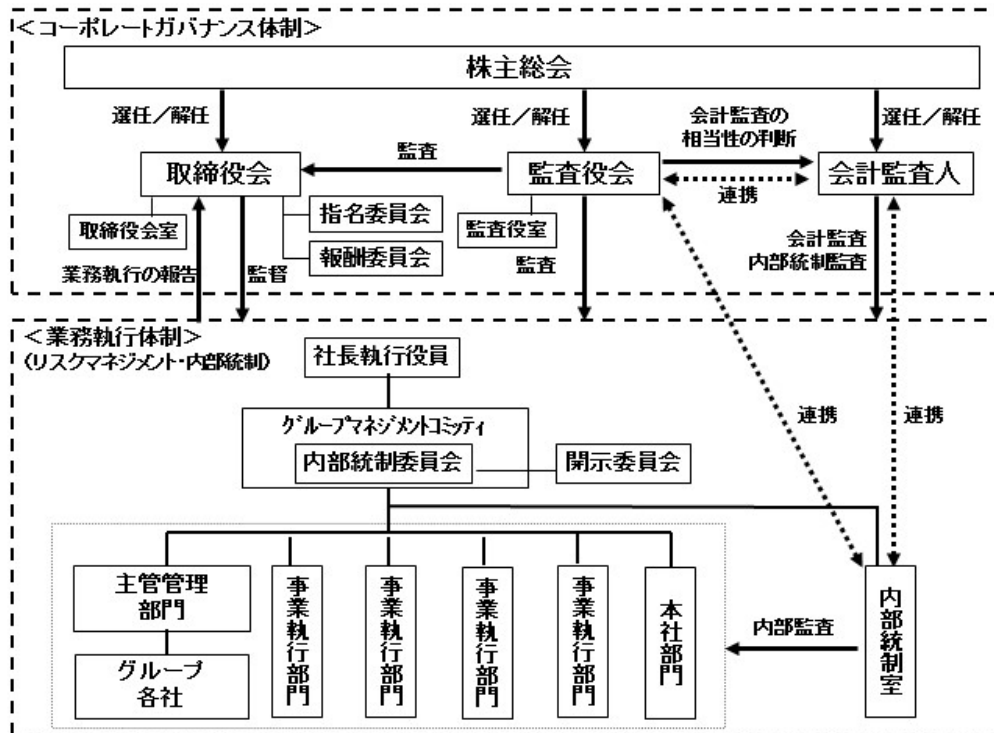 ＜コーポレートガバナンス体制＞
株主総会
選任／解任
選任／解任
会計監査の
相当性の判断
選任／解任
取締役会
監査
監査役会
連携
会計監査人
取締役会室
指名委員会
報酬委員会
監査役室
業務執行の報告
監督
監査
会計監査
内部統制監査
＜業務執行体制＞
（リスクマネジメント・内部統制）
社長執行役員
グループマネジメントコミッティ
内部統制委員会
開示委員会
連携
連携
主管管理
部門
グループ
各社
事業執行部門
事業執行部門
事業執行部門
事業執行部門
本社部門
内部監査
内部統制室